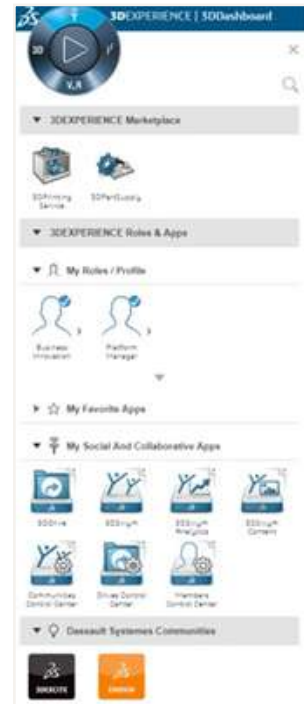 3DEXPERIENCE | 3DDashboard
3D
V.R
3DEXPERIENCE Marketplace
3DPrinting Service
3DPartSupply
3DEXPERIENCE Roles & Apps
My Roles / Profile
Business Innovation
Platform Manager
My Favorite Apps
My Social And Collaborative Apps
3DDrive
3DSwym
3DSwym Analytics
3DSwym Content
Communities Control Center
Drives Control Center
Members Control Center
Dassault Systemes Communities
3DEXCITE